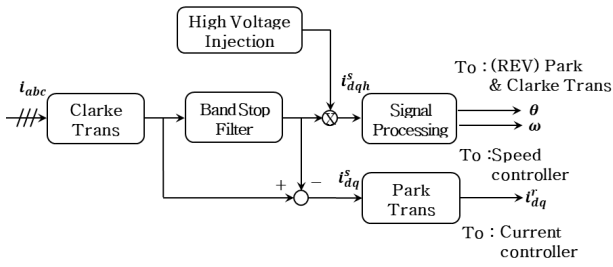 High Voltage
Injection
i_abc
Clarke
Trans
Band Stop
Filter
i^s_dqh
Signal
Processing
To : (REV) Park
& Clarke Trans
θ
ω
+
−
i^s_dq
Park
Trans
To : Speed
controller
i^r_dq
To : Current
controller